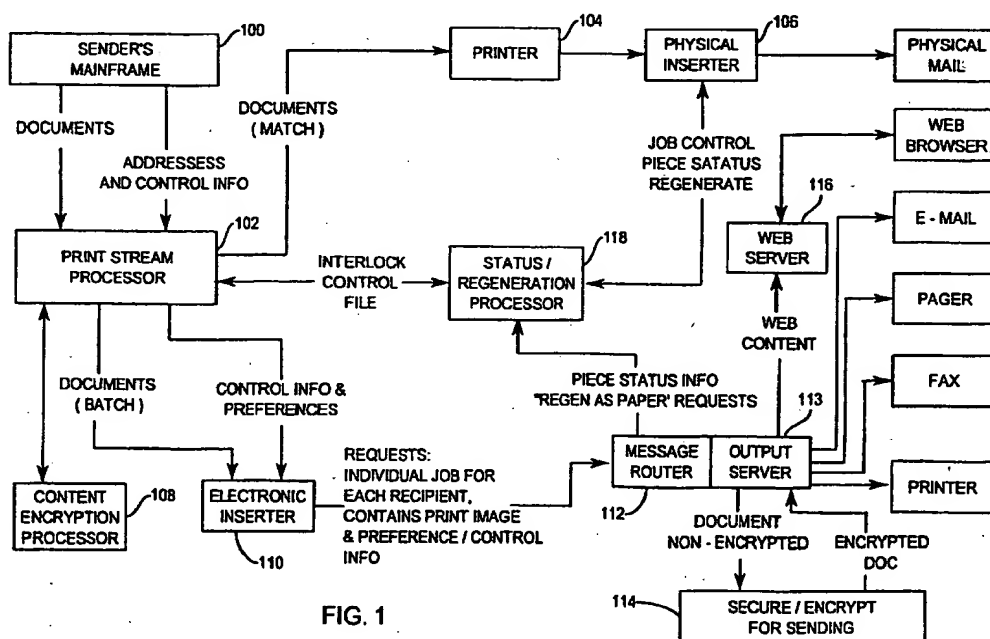 100
SENDER'S
MAINFRAME
DOCUMENTS
ADDRESSESS
AND CONTROL INFO
DOCUMENTS
( MATCH )
104
PRINTER
106
PHYSICAL
INSERTER
PHYSICAL
MAIL
JOB CONTROL
PIECE SATATUS
REGENERATE
WEB
BROWSER
116
WEB
SERVER
E - MAIL
102
PRINT STREAM
PROCESSOR
INTERLOCK
CONTROL
FILE
118
STATUS /
REGENERATION
PROCESSOR
WEB
CONTENT
PAGER
FAX
PRINTER
DOCUMENTS
( BATCH )
CONTROL INFO &
PREFERENCES
PIECE STATUS INFO
"REGEN AS PAPER' REQUESTS
113
MESSAGE
ROUTER
OUTPUT
SERVER
112
CONTENT
ENCRYPTION
PROCESSOR
108
ELECTRONIC
INSERTER
110
REQUESTS:
INDIVIDUAL JOB FOR
EACH RECIPIENT,
CONTAINS PRINT IMAGE
& PREFERENCE / CONTROL
INFO
DOCUMENT
NON - ENCRYPTED
ENCRYPTED
DOC
114
SECURE / ENCRYPT
FOR SENDING
FIG. 1